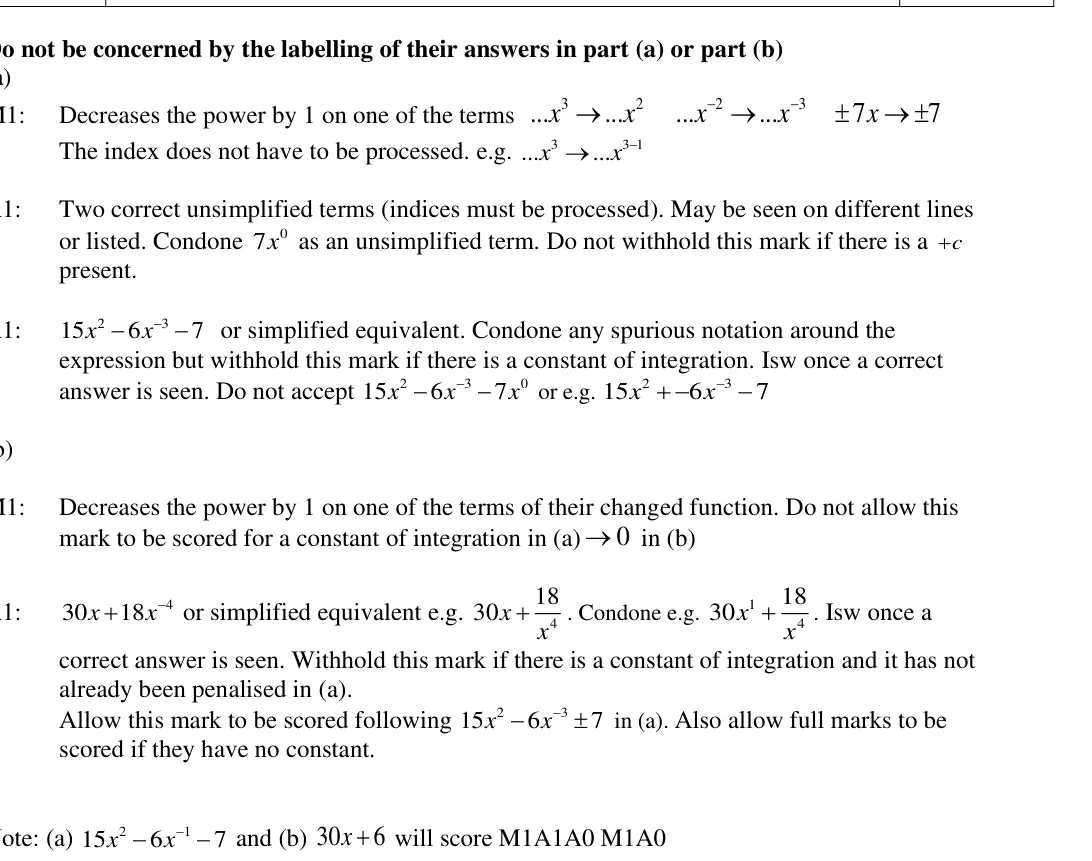 o not be concerned by the labelling of their answers in part (a) or part (b)
a)
M1: Decreases the power by 1 on one of the terms ...x³ → ...x² ...x⁻² → ...x⁻³ ±7x → ±7
The index does not have to be processed. e.g. ...x³ → ...x³⁻¹
1: Two correct unsimplified terms (indices must be processed). May be seen on different lines
or listed. Condone 7x⁰ as an unsimplified term. Do not withhold this mark if there is a +c
present.
1: 15x² − 6x⁻³ − 7 or simplified equivalent. Condone any spurious notation around the
expression but withhold this mark if there is a constant of integration. Isw once a correct
answer is seen. Do not accept 15x² − 6x⁻³ − 7x⁰ or e.g. 15x² + −6x⁻³ − 7
b)
M1: Decreases the power by 1 on one of the terms of their changed function. Do not allow this
mark to be scored for a constant of integration in (a) → 0 in (b)
1: 30x + 18x⁻⁴ or simplified equivalent e.g. 30x + 18/x⁴ . Condone e.g. 30x¹ + 18/x⁴ . Isw once a
correct answer is seen. Withhold this mark if there is a constant of integration and it has not
already been penalised in (a).
Allow this mark to be scored following 15x² − 6x⁻³ ± 7 in (a). Also allow full marks to be
scored if they have no constant.
ote: (a) 15x² − 6x⁻¹ − 7 and (b) 30x + 6 will score M1A1A0 M1A0